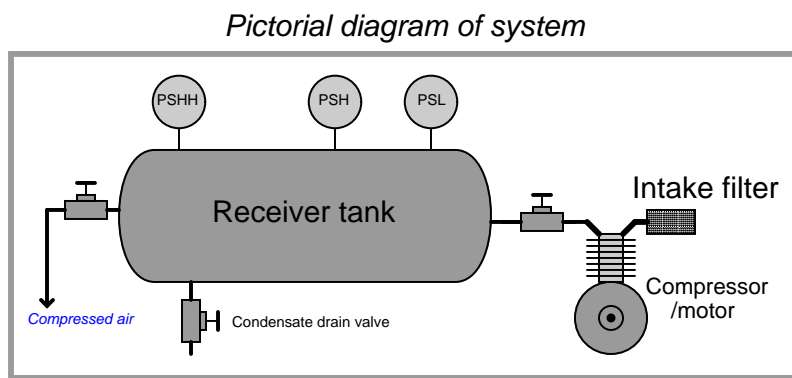 Pictorial diagram of system
PSHH
PSH
PSL
Receiver tank
Intake filter
Compressor
/motor
Compressed air
Condensate drain valve